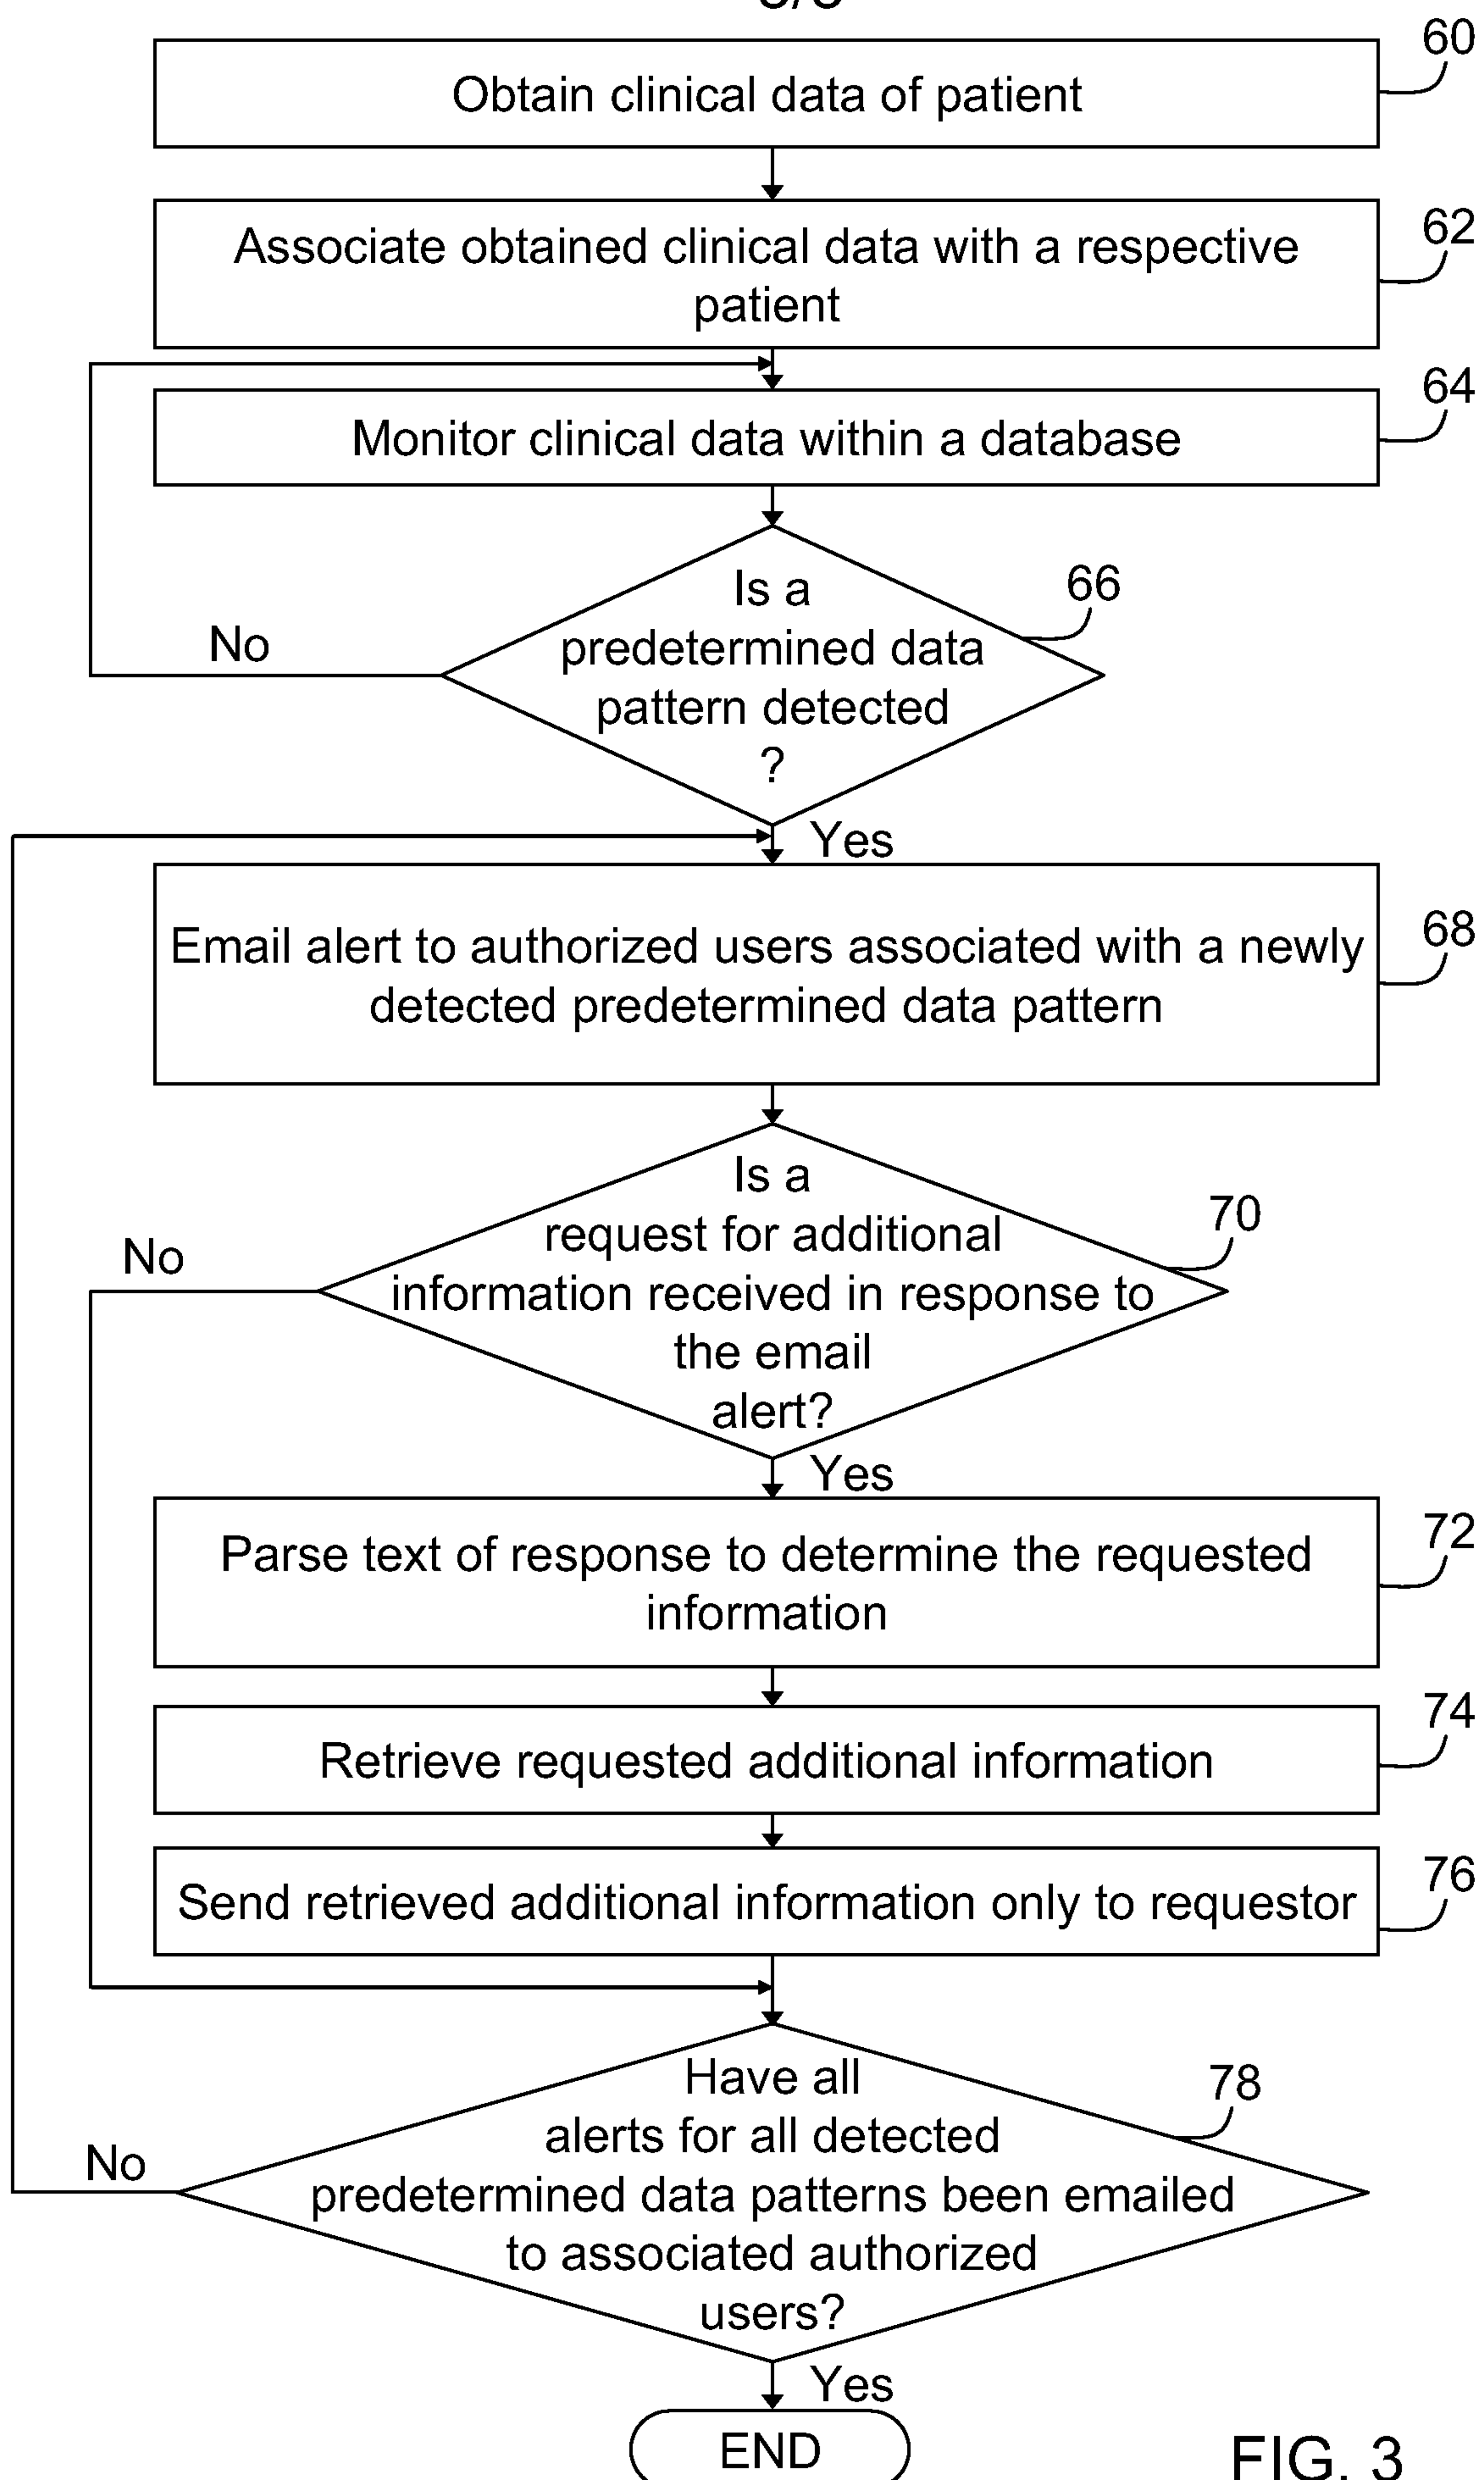 60
Obtain clinical data of patient
62
Associate obtained clinical data with a respective
patient
64
Monitor clinical data within a database
66
Is a
predetermined data
pattern detected
?
No
Yes
68
Email alert to authorized users associated with a newly
detected predetermined data pattern
70
Is a
request for additional
information received in response to
the email
alert?
No
Yes
72
Parse text of response to determine the requested
information
74
Retrieve requested additional information
76
Send retrieved additional information only to requestor
78
Have all
alerts for all detected
predetermined data patterns been emailed
to associated authorized
users?
No
Yes
END
FIG. 3